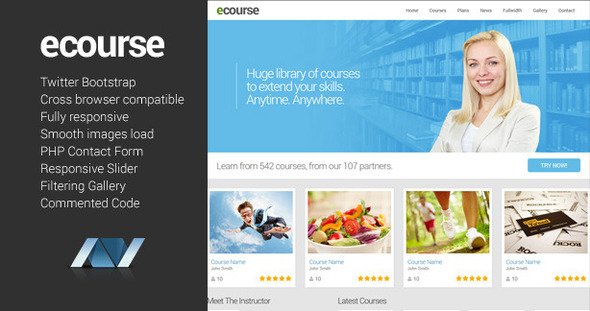 ecourse
Twitter Bootstrap
Cross browser compatible
Fully responsive
Smooth images load
PHP Contact Form
Responsive Slider
Filtering Gallery
Commented Code
ecourse
Home Courses Plans News Fullwidth Gallery Contact
Huge library of courses
to extend your skills.
Anytime. Anywhere.
Learn from 542 courses, from our 107 partners.
TRY NOW!
Course Name
John Smith
10
Course Name
John Smith
10
Course Name
John Smith
10
Course Name
John Smith
10
Meet The Instructor
Latest Courses